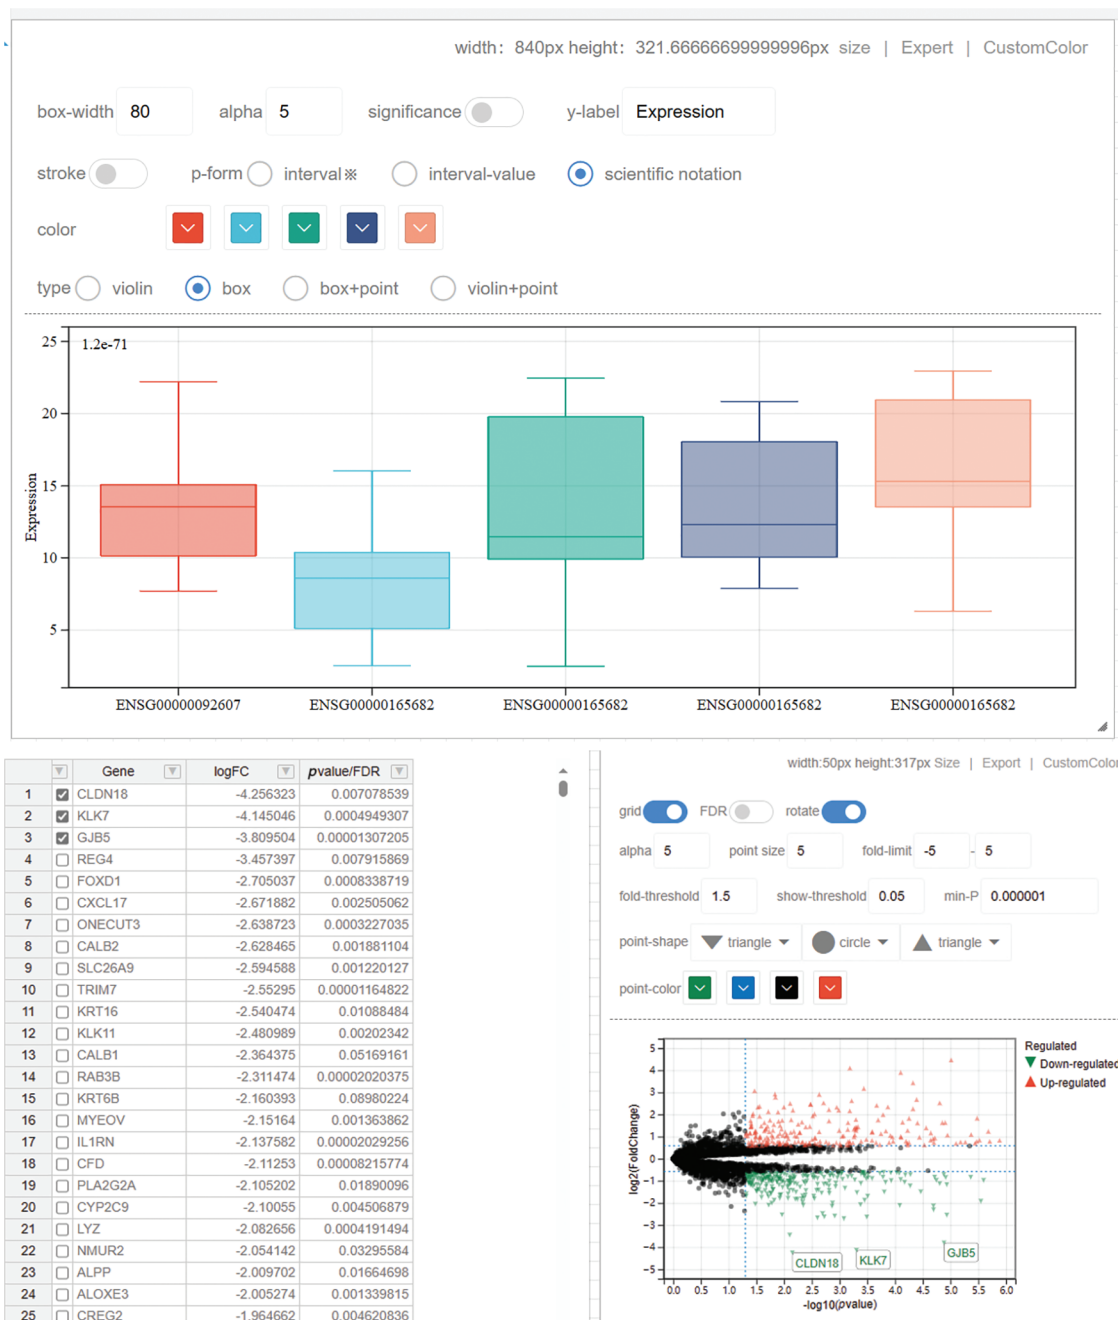 width: 840px height: 321.66666699999996px size | Expert | CustomColor
box-width 80 alpha 5 significance y-label Expression
stroke p-form interval※ interval-value scientific notation
color
type violin box box+point violin+point
25
1.2e-71
20
15
10
5
Expression
ENSG00000092607 ENSG00000165682 ENSG00000165682 ENSG00000165682 ENSG00000165682
Gene logFC pvalue/FDR
1 CLDN18 -4.256323 0.007078539
2 KLK7 -4.145046 0.0004949307
3 GJB5 -3.809504 0.00001307205
4 REG4 -3.457397 0.007915869
5 FOXD1 -2.705037 0.0008338719
6 CXCL17 -2.671882 0.002505062
7 ONECUT3 -2.638723 0.0003227035
8 CALB2 -2.628465 0.001881104
9 SLC26A9 -2.594588 0.001220127
10 TRIM7 -2.55295 0.00001164822
11 KRT16 -2.540474 0.01088484
12 KLK11 -2.480989 0.00202342
13 CALB1 -2.364375 0.05169161
14 RAB3B -2.311474 0.00002020375
15 KRT6B -2.160393 0.08980224
16 MYEOV -2.15164 0.001363862
17 IL1RN -2.137582 0.00002029256
18 CFD -2.11253 0.00008215774
19 PLA2G2A -2.105202 0.01890096
20 CYP2C9 -2.10055 0.004506879
21 LYZ -2.082656 0.0004191494
22 NMUR2 -2.054142 0.03295584
23 ALPP -2.009702 0.01664698
24 ALOXE3 -2.005274 0.001339815
25 CREG2 -1.964662 0.004620836
width:50px height:317px Size | Export | CustomColor
grid FDR rotate
alpha 5 point size 5 fold-limit -5 - 5
fold-threshold 1.5 show-threshold 0.05 min-P 0.000001
point-shape triangle circle triangle
point-color
5
4
3
2
1
0
−1
−2
−3
−4
−5
log2(FoldChange)
CLDN18 KLK7 GJB5
0.0 0.5 1.0 1.5 2.0 2.5 3.0 3.5 4.0 4.5 5.0 5.5 6.0
-log10(pvalue)
Regulated
Down-regulated
Up-regulated